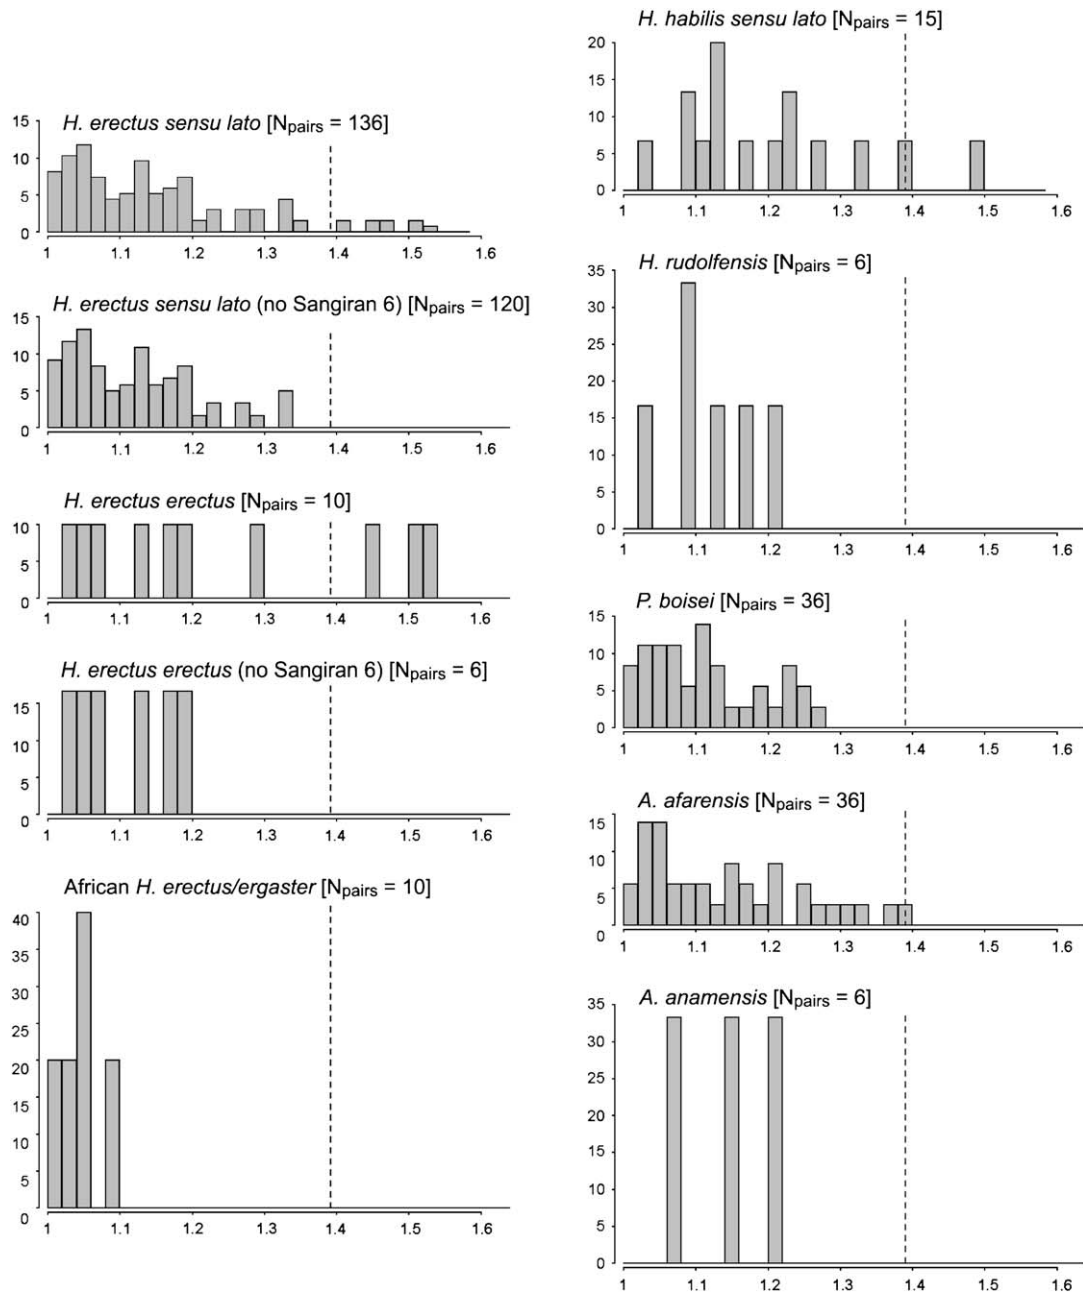 H. erectus sensu lato [Npairs = 136]
15
10
5
0
1 1.1 1.2 1.3 1.4 1.5 1.6
H. erectus sensu lato (no Sangiran 6) [Npairs = 120]
15
10
5
0
1 1.1 1.2 1.3 1.4 1.5 1.6
H. erectus erectus [Npairs = 10]
10
5
0
1 1.1 1.2 1.3 1.4 1.5 1.6
H. erectus erectus (no Sangiran 6) [Npairs = 6]
15
10
5
0
1 1.1 1.2 1.3 1.4 1.5 1.6
African H. erectus/ergaster [Npairs = 10]
40
35
30
25
20
15
10
5
0
1 1.1 1.2 1.3 1.4 1.5 1.6
H. habilis sensu lato [Npairs = 15]
20
15
10
5
0
1 1.1 1.2 1.3 1.4 1.5 1.6
H. rudolfensis [Npairs = 6]
35
30
25
20
15
10
5
0
1 1.1 1.2 1.3 1.4 1.5 1.6
P. boisei [Npairs = 36]
15
10
5
0
1 1.1 1.2 1.3 1.4 1.5 1.6
A. afarensis [Npairs = 36]
15
10
5
0
1 1.1 1.2 1.3 1.4 1.5 1.6
A. anamensis [Npairs = 6]
35
30
25
20
15
10
5
0
1 1.1 1.2 1.3 1.4 1.5 1.6